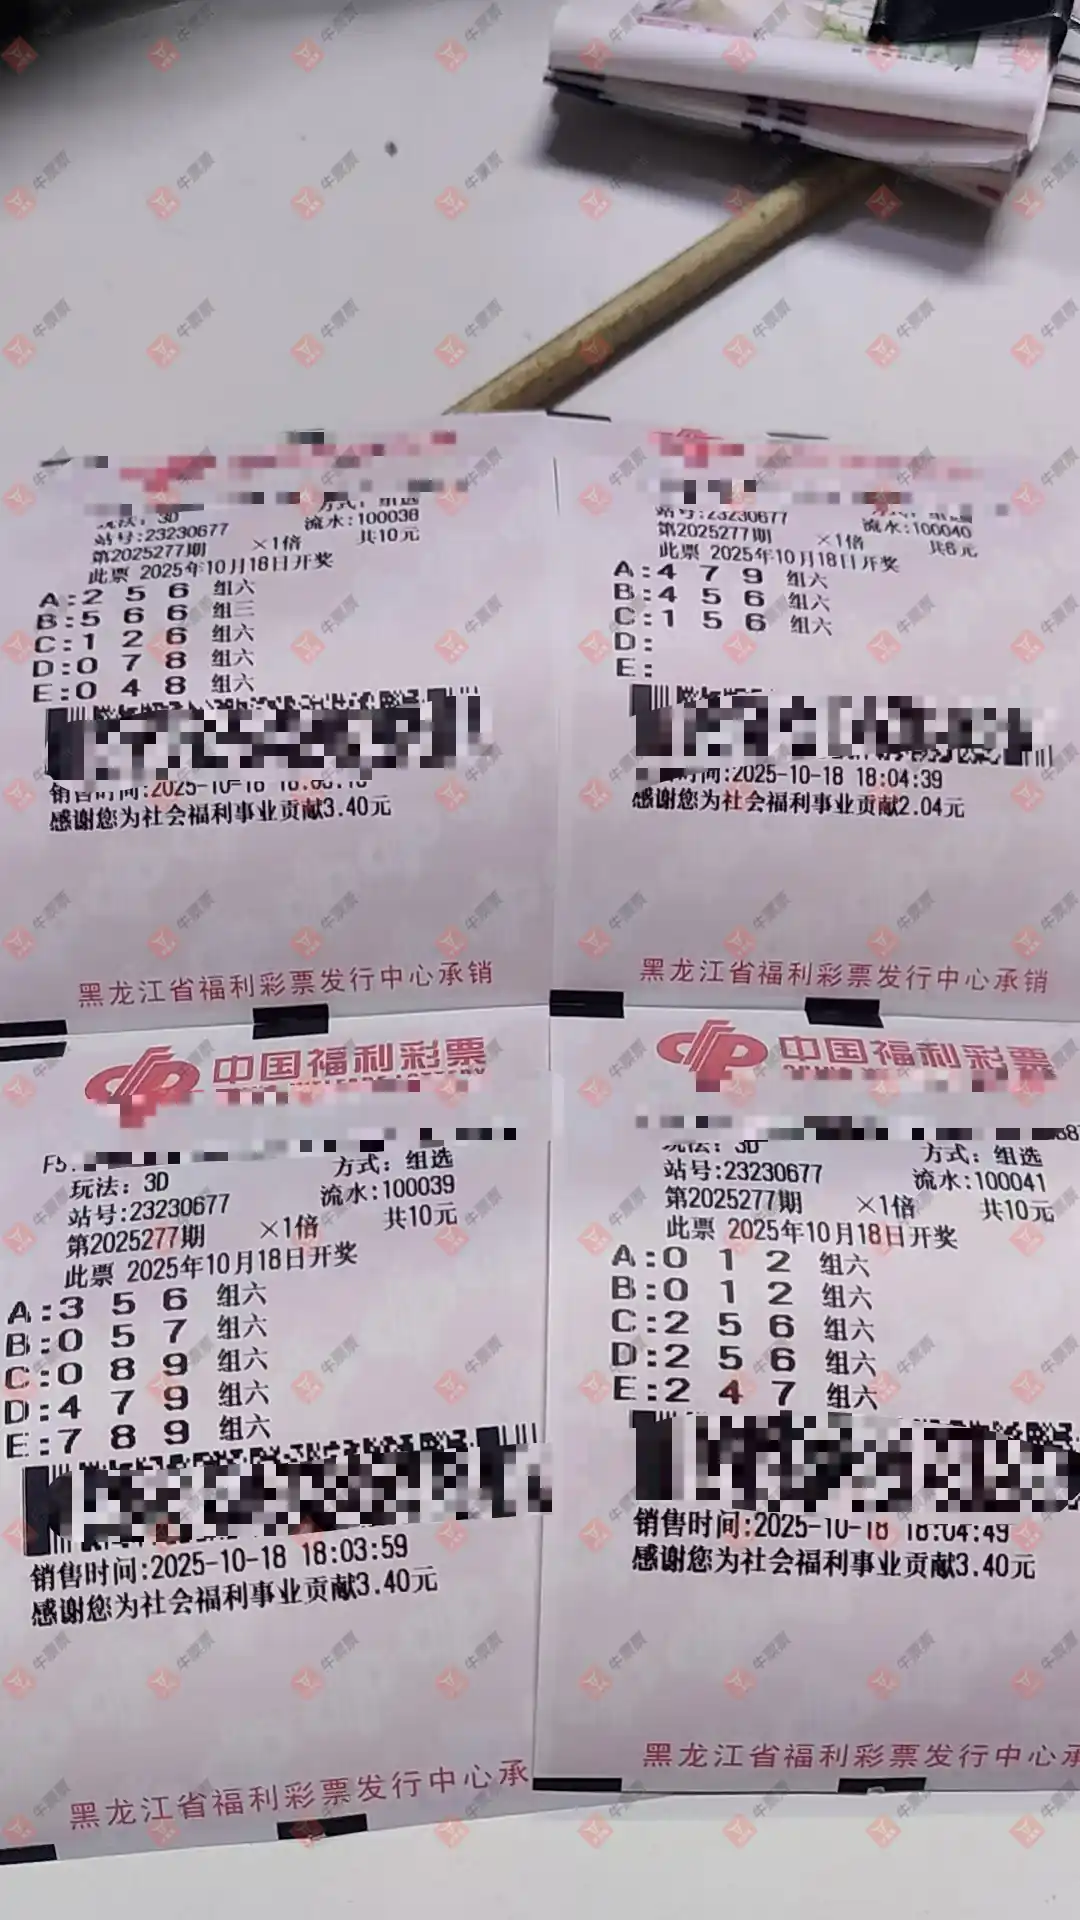 玩法：3D
方式：组选
站号:23230677
流水:100038
第2025277期 ×1倍 共10元
此票 2025年10月18日开奖
A:2 5 6 组六
B:5 6 6 组三
C:1 2 6 组六
D:0 7 8 组六
E:0 4 8 组六
感谢您为社会福利事业贡献3.40元
黑龙江省福利彩票发行中心承销
站号:23230677
流水:100040
第2025277期 ×1倍 共6元
此票 2025年10月18日开奖
A:4 7 9 组六
B:4 5 6 组六
C:1 5 6 组六
D:
E:
时间:2025-10-18 18:04:39
感谢您为社会福利事业贡献2.04元
黑龙江省福利彩票发行中心承销
中国福利彩票
玩法：3D
方式：组选
站号:23230677
流水:100039
第2025277期 ×1倍 共10元
此票 2025年10月18日开奖
A:3 5 6 组六
B:0 5 7 组六
C:0 8 9 组六
D:4 7 9 组六
E:7 8 9 组六
销售时间:2025-10-18 18:03:59
感谢您为社会福利事业贡献3.40元
黑龙江省福利彩票发行中心承
中国福利彩票
玩法：3D
方式：组选
站号:23230677
流水:100041
第2025277期 ×1倍 共10元
此票 2025年10月18日开奖
A:0 1 2 组六
B:0 1 2 组六
C:2 5 6 组六
D:2 5 6 组六
E:2 4 7 组六
销售时间:2025-10-18 18:04:49
感谢您为社会福利事业贡献3.40元
黑龙江省福利彩票发行中心承
牛票票